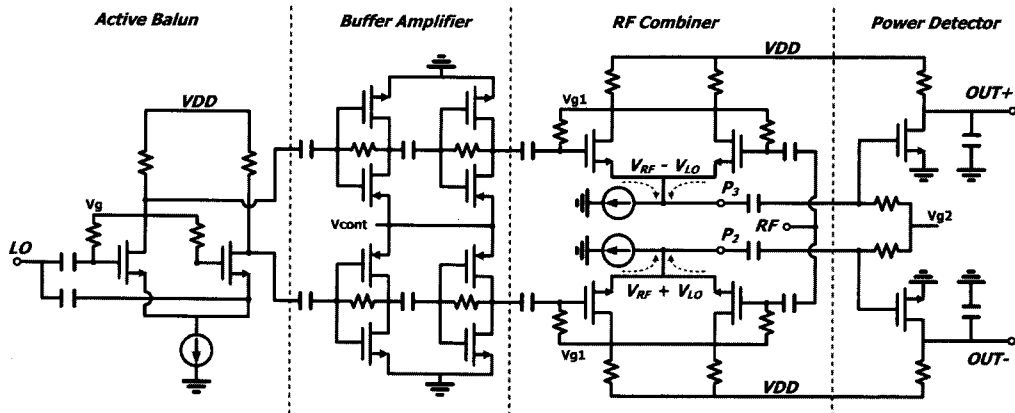 Active Balun
Buffer Amplifier
RF Combiner
Power Detector
VDD
VDD
Vg1
OUT+
VRF - VLO
P3
Vg
Vcont
RF
Vg2
LO
P2
VRF + VLO
Vg1
OUT-
VDD